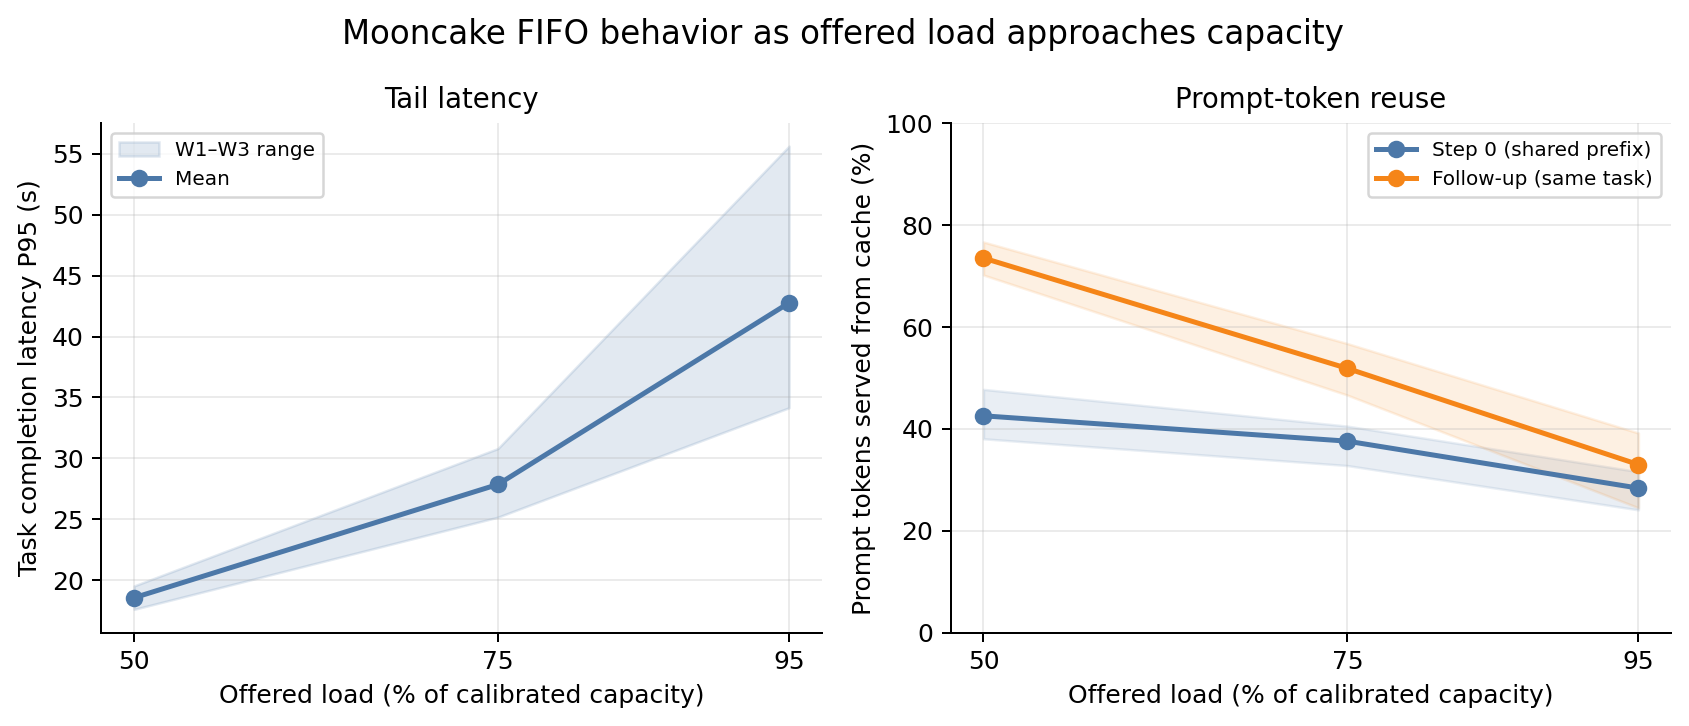 Mooncake FIFO behavior as offered load approaches capacity
Tail latency
Task completion latency P95 (s)
55
50
45
40
35
30
25
20
W1–W3 range
Mean
50
75
95
Offered load (% of calibrated capacity)
Prompt-token reuse
Prompt tokens served from cache (%)
100
80
60
40
20
0
Step 0 (shared prefix)
Follow-up (same task)
50
75
95
Offered load (% of calibrated capacity)